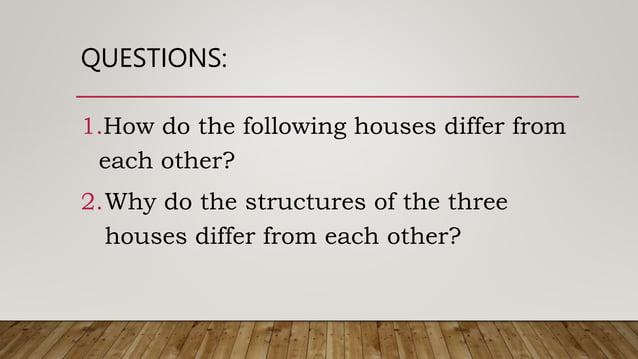 QUESTIONS:
1.How do the following houses differ from
each other?
2.Why do the structures of the three
houses differ from each other?